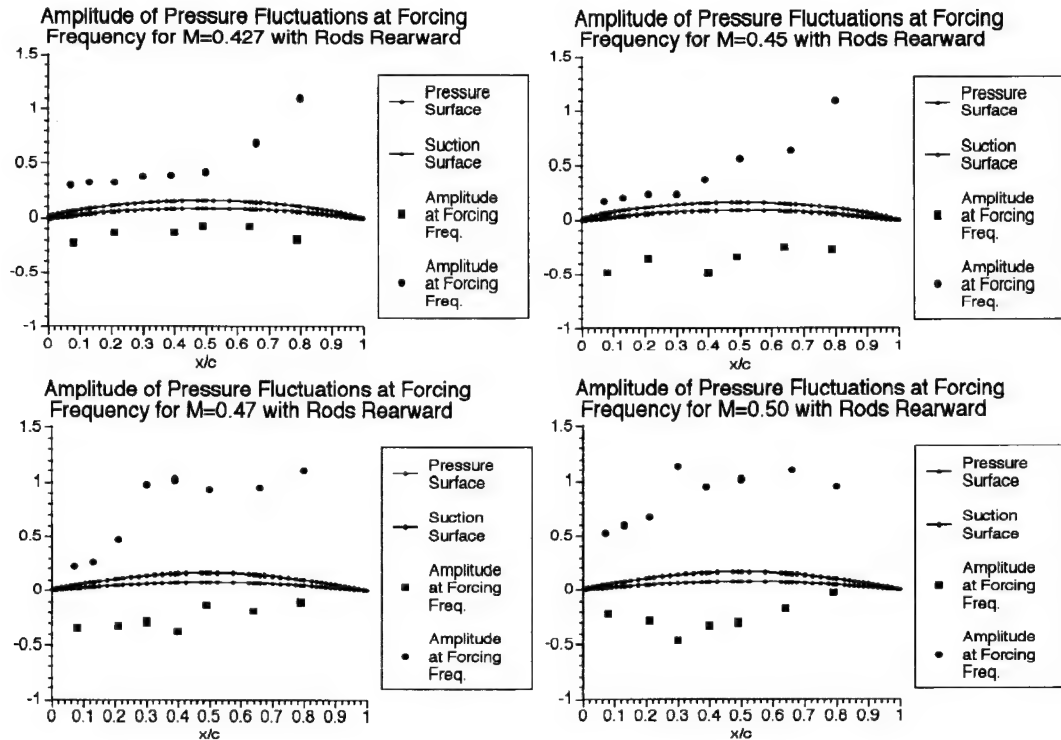 Amplitude of Pressure Fluctuations at Forcing
Frequency for M=0.427 with Rods Rearward
1.5
1
0.5
0
-0.5
-1
0 0.1 0.2 0.3 0.4 0.5 0.6 0.7 0.8 0.9 1
x/c
Pressure
Surface
Suction
Surface
Amplitude
at Forcing
Freq.
Amplitude
at Forcing
Freq.
Amplitude of Pressure Fluctuations at Forcing
Frequency for M=0.45 with Rods Rearward
1.5
1
0.5
0
-0.5
-1
0 0.1 0.2 0.3 0.4 0.5 0.6 0.7 0.8 0.9 1
x/c
Pressure
Surface
Suction
Surface
Amplitude
at Forcing
Freq.
Amplitude
at Forcing
Freq.
Amplitude of Pressure Fluctuations at Forcing
Frequency for M=0.47 with Rods Rearward
1.5
1
0.5
0
-0.5
-1
0 0.1 0.2 0.3 0.4 0.5 0.6 0.7 0.8 0.9 1
x/c
Pressure
Surface
Suction
Surface
Amplitude
at Forcing
Freq.
Amplitude
at Forcing
Freq.
Amplitude of Pressure Fluctuations at Forcing
Frequency for M=0.50 with Rods Rearward
1.5
1
0.5
0
-0.5
-1
0 0.1 0.2 0.3 0.4 0.5 0.6 0.7 0.8 0.9 1
x/c
Pressure
Surface
Suction
Surface
Amplitude
at Forcing
Freq.
Amplitude
at Forcing
Freq.